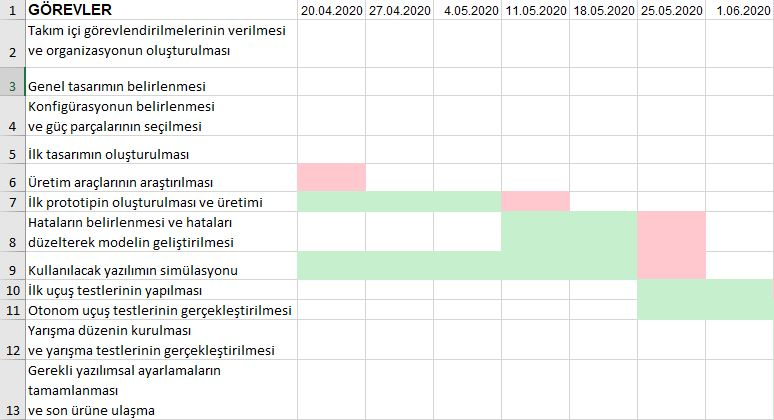 1 GÖREVLER 20.04.2020 27.04.2020 4.05.2020 11.05.2020 18.05.2020 25.05.2020 1.06.2020
Takım içi görevlendirilmelerinin verilmesi
2 ve organizasyonun oluşturulması
3 Genel tasarımın belirlenmesi
Konfigürasyonun belirlenmesi
4 ve güç parçalarının seçilmesi
5 İlk tasarımın oluşturulması
6 Üretim araçlarının araştırılması
7 İlk prototipin oluşturulması ve üretimi
Hataların belirlenmesi ve hataları
8 düzelterek modelin geliştirilmesi
9 Kullanılacak yazılımın simülasyonu
10 İlk uçuş testlerinin yapılması
11 Otonom uçuş testlerinin gerçekleştirilmesi
Yarışma düzenin kurulması
12 ve yarışma testlerinin gerçekleştirilmesi
Gerekli yazılımsal ayarlamaların
tamamlanması
13 ve son ürüne ulaşma